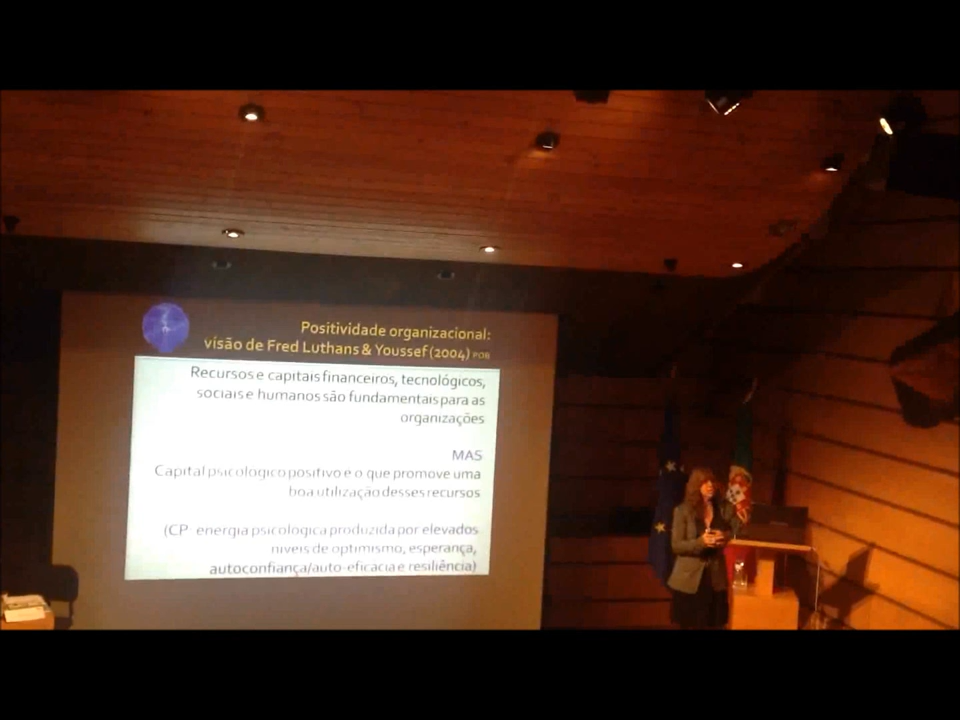 Positividade organizacional:
visão de Fred Luthans & Youssef (2004) POB
Recursos e capitais financeiros, tecnológicos,
sociais e humanos são fundamentais para as
organizações
MAS
Capital psicologico positivo e o que promove uma
boa utilização desses recursos
(CP energia psicologica produzida por elevados
niveis de optimismo, esperança,
autoconfiança/auto-eficacia e resiliência)